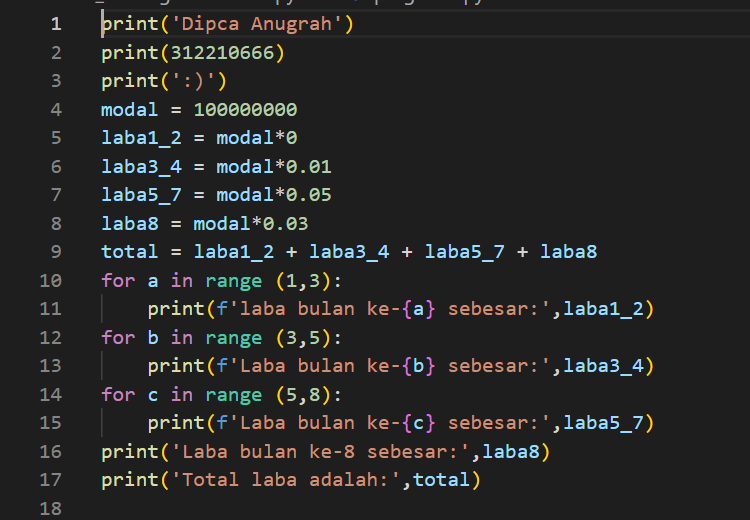 1 print('Dipca Anugrah')
2 print(312210666)
3 print(':)')
4 modal = 100000000
5 laba1_2 = modal*0
6 laba3_4 = modal*0.01
7 laba5_7 = modal*0.05
8 laba8 = modal*0.03
9 total = laba1_2 + laba3_4 + laba5_7 + laba8
10 for a in range (1,3):
11     print(f'laba bulan ke-{a} sebesar:',laba1_2)
12 for b in range (3,5):
13     print(f'Laba bulan ke-{b} sebesar:',laba3_4)
14 for c in range (5,8):
15     print(f'Laba bulan ke-{c} sebesar:',laba5_7)
16 print('Laba bulan ke-8 sebesar:',laba8)
17 print('Total laba adalah:',total)
18